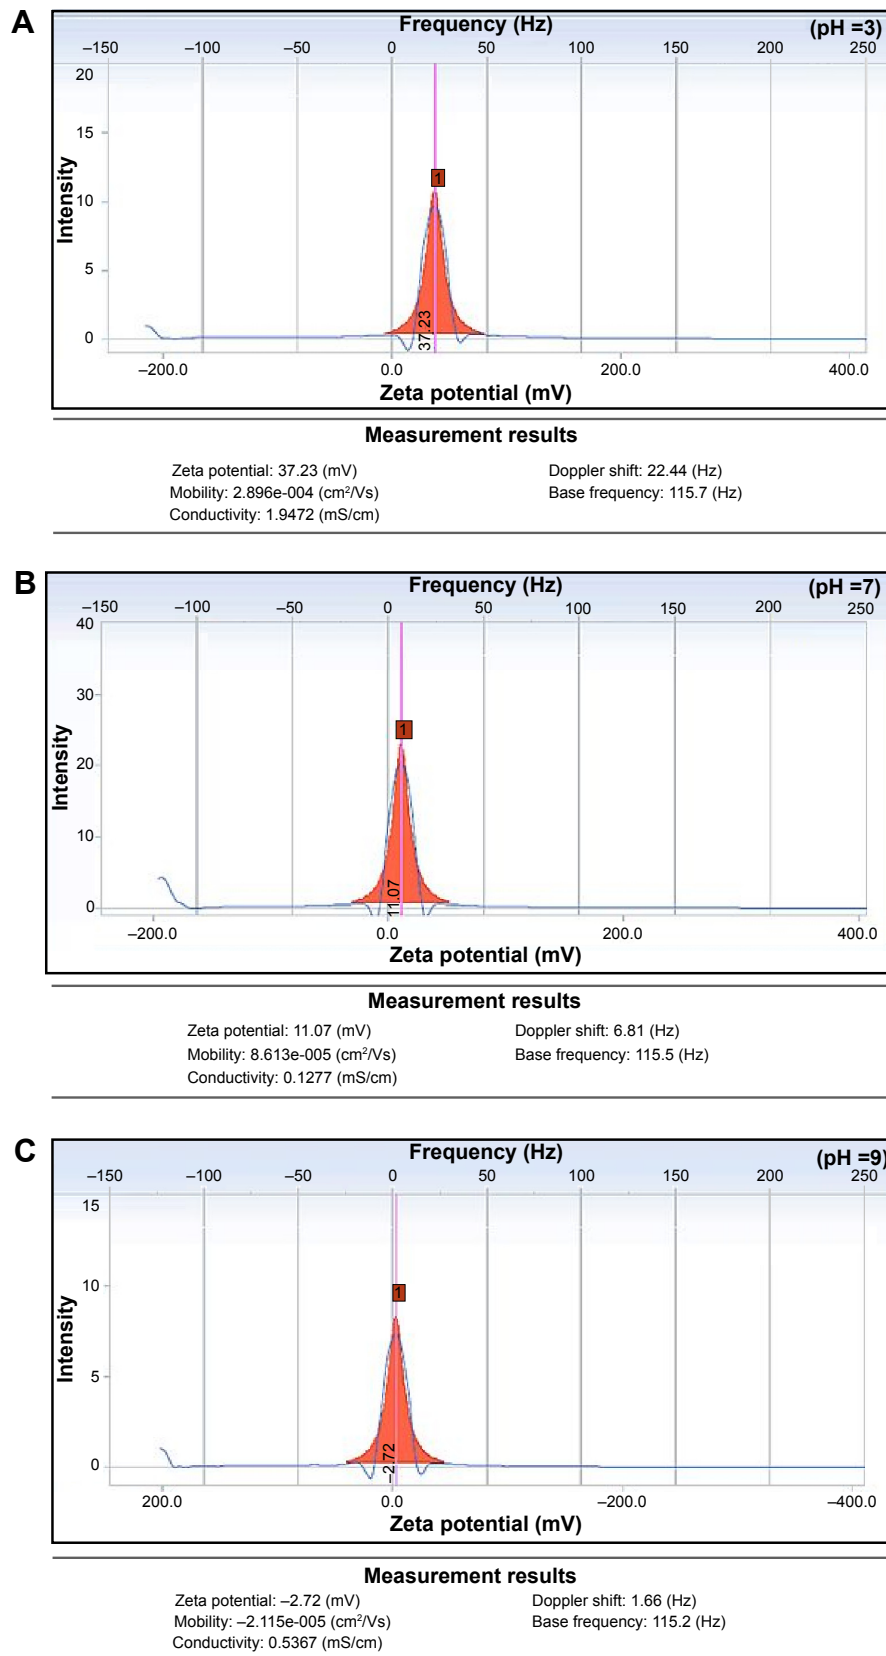 A
Frequency (Hz)
(pH =3)
–150 –100 –50 0 50 100 150 200 250
20
15
10
5
0
Intensity
1
37.23
–200.0 0.0 200.0 400.0
Zeta potential (mV)
Measurement results
Zeta potential: 37.23 (mV) Doppler shift: 22.44 (Hz)
Mobility: 2.896e-004 (cm²/Vs) Base frequency: 115.7 (Hz)
Conductivity: 1.9472 (mS/cm)
B
Frequency (Hz)
(pH =7)
–150 –100 –50 0 50 100 150 200 250
40
30
20
10
0
Intensity
1
11.07
–200.0 0.0 200.0 400.0
Zeta potential (mV)
Measurement results
Zeta potential: 11.07 (mV) Doppler shift: 6.81 (Hz)
Mobility: 8.613e-005 (cm²/Vs) Base frequency: 115.5 (Hz)
Conductivity: 0.1277 (mS/cm)
C
Frequency (Hz)
(pH =9)
–150 –100 –50 0 50 100 150 200 250
15
10
5
0
Intensity
1
–2.72
200.0 0.0 –200.0 –400.0
Zeta potential (mV)
Measurement results
Zeta potential: –2.72 (mV) Doppler shift: 1.66 (Hz)
Mobility: –2.115e-005 (cm²/Vs) Base frequency: 115.2 (Hz)
Conductivity: 0.5367 (mS/cm)